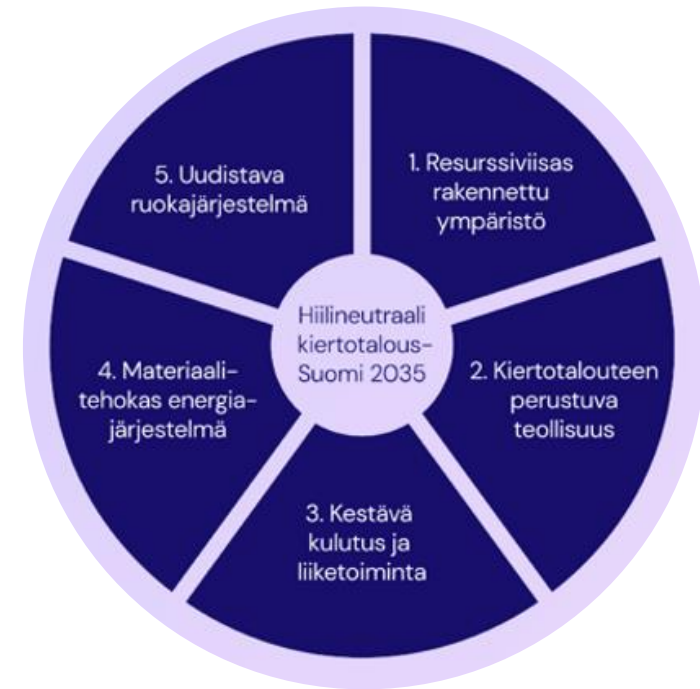 1. Resurssiviisas
rakennettu
ympäristö
2. Kiertotalouteen
perustuva
teollisuus
3. Kestävä
kulutus ja
liiketoiminta
4. Materiaali-
tehokas energia-
järjestelmä
5. Uudistava
ruokajärjestelmä
Hiilineutraali
kiertotalous-
Suomi 2035